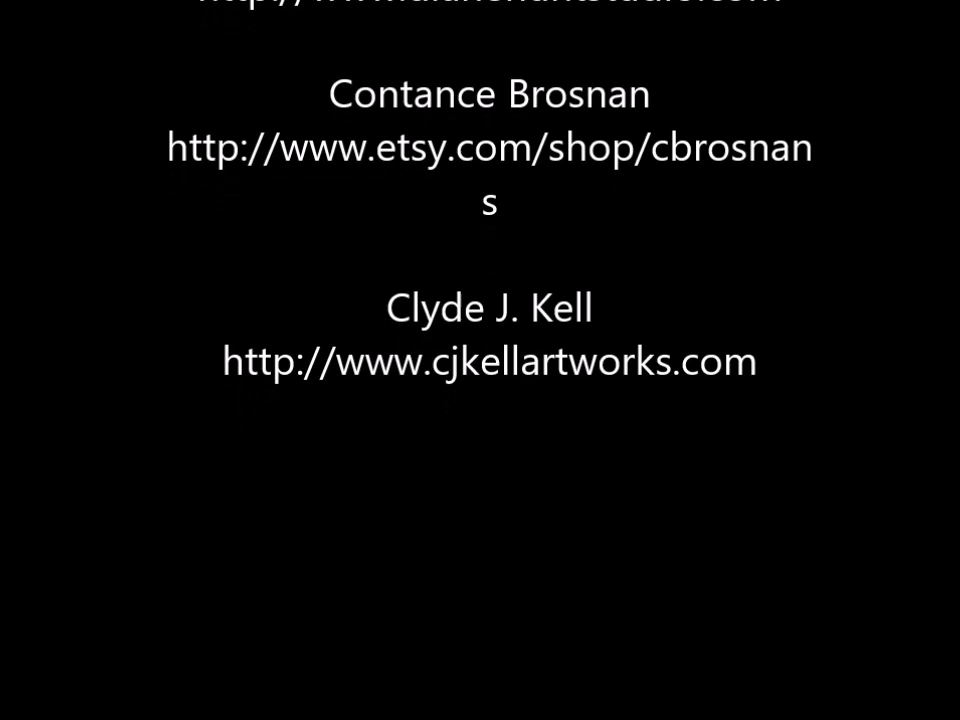 Contance Brosnan
http://www.etsy.com/shop/cbrosnan
s
Clyde J. Kell
http://www.cjkellartworks.com